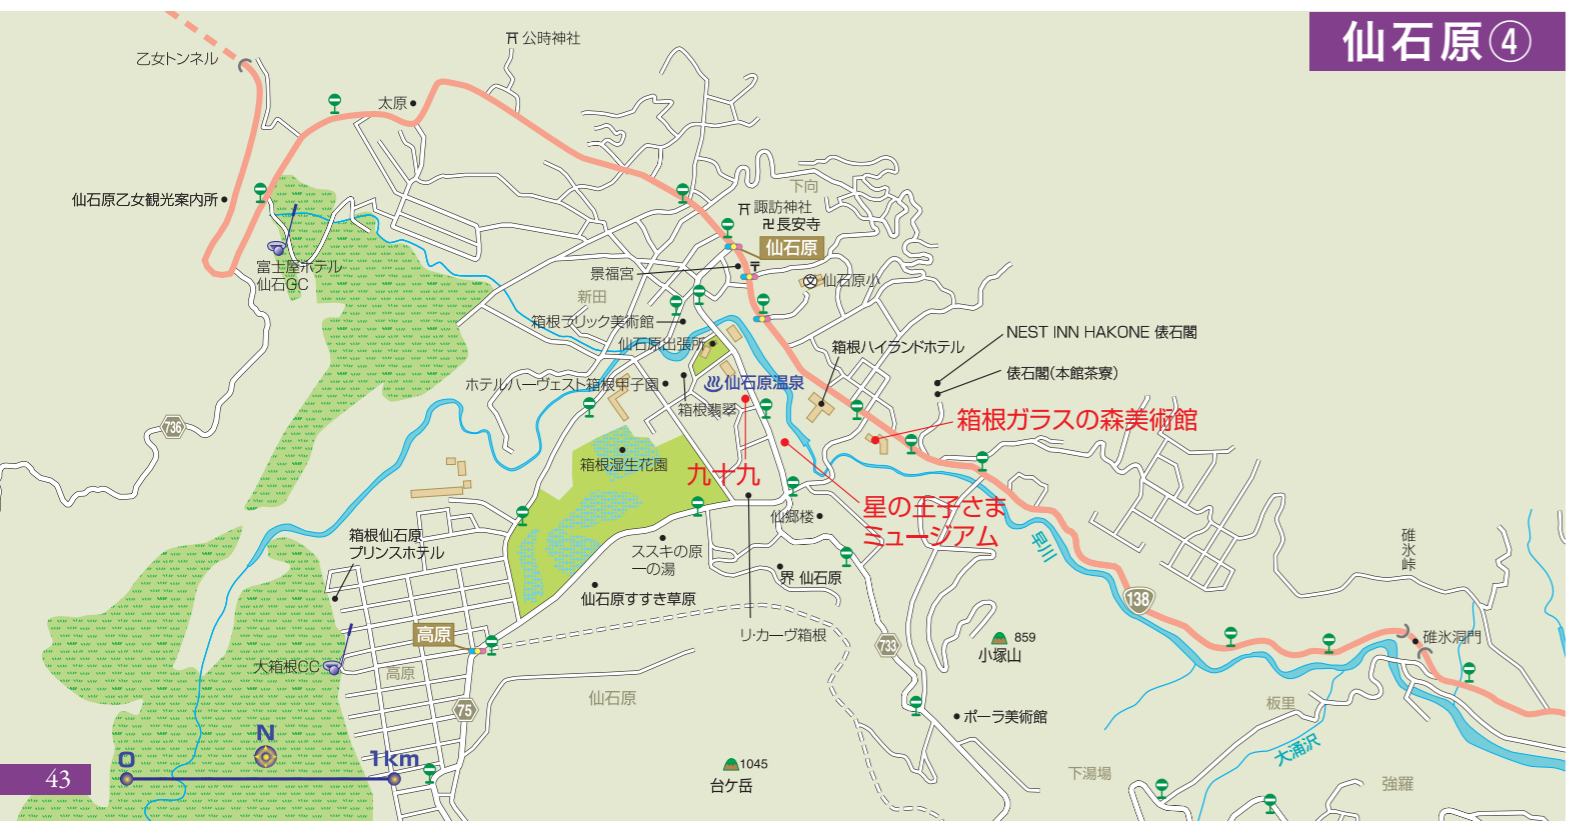 仙石原④
公時神社
乙女トンネル
太原
下向
仙石原乙女観光案内所
諏訪神社
卍長安寺
仙石原
富士屋ホテル
仙石GC
景福宮
〒
文
仙石原小
新田
箱根ラリック美術館
仙石原出張所
箱根ハイランドホテル
NEST INN HAKONE 俵石閣
俵石閣(本館茶寮)
ホテルハーヴェスト箱根甲子園
仙石原温泉
箱根翡翠
箱根ガラスの森美術館
736
箱根湿生花園
九十九
星の王子さま
ミュージアム
仙郷楼
箱根仙石原
プリンスホテル
ススキの原
一の湯
早川
碓氷峠
界 仙石原
仙石原すすき草原
138
高原
リ・カーヴ箱根
733
859
小塚山
碓氷洞門
大箱根CC
高原
仙石原
75
ポーラ美術館
板里
大涌沢
N
0
1km
1045
台ケ岳
下湯場
強羅
43